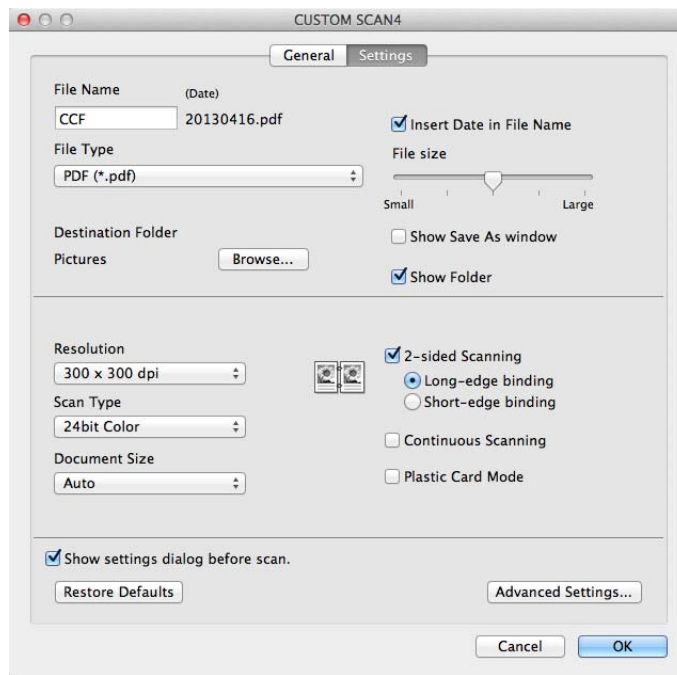 CUSTOM SCAN4
General Settings
File Name (Date)
CCF 20130416.pdf
Insert Date in File Name
File Type
File size
PDF (*.pdf)
Small Large
Destination Folder
Show Save As window
Pictures Browse...
Show Folder
Resolution
2-sided Scanning
300 x 300 dpi
Long-edge binding
Scan Type
Short-edge binding
24bit Color
Continuous Scanning
Document Size
Auto
Plastic Card Mode
Show settings dialog before scan.
Restore Defaults Advanced Settings...
Cancel OK